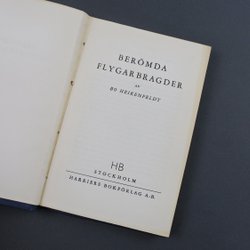 BERÖMDA
FLYGARBRAGDER
AV
BO HEIKENFELDT
HB
STOCKHOLM
HARRIERS BOKFÖRLAG A.-B.